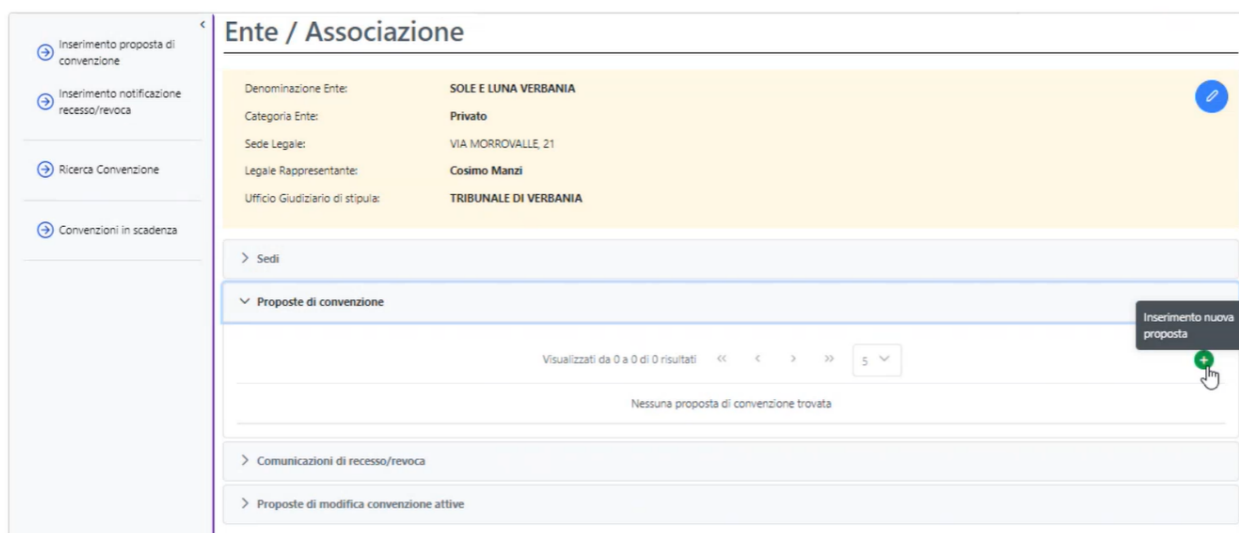 Inserimento proposta di
convenzione
Inserimento notificazione
recesso/revoca
Ricerca Convenzione
Convenzioni in scadenza
Ente / Associazione
Denominazione Ente: SOLE E LUNA VERBANIA
Categoria Ente: Privato
Sede Legale: VIA MORROVALLE, 21
Legale Rappresentante: Cosimo Manzi
Ufficio Giudiziario di stipula: TRIBUNALE DI VERBANIA
Sedi
Proposte di convenzione
Inserimento nuova
proposta
Visualizzati da 0 a 0 di 0 risultati « < > » 5
Nessuna proposta di convenzione trovata
Comunicazioni di recesso/revoca
Proposte di modifica convenzione attive